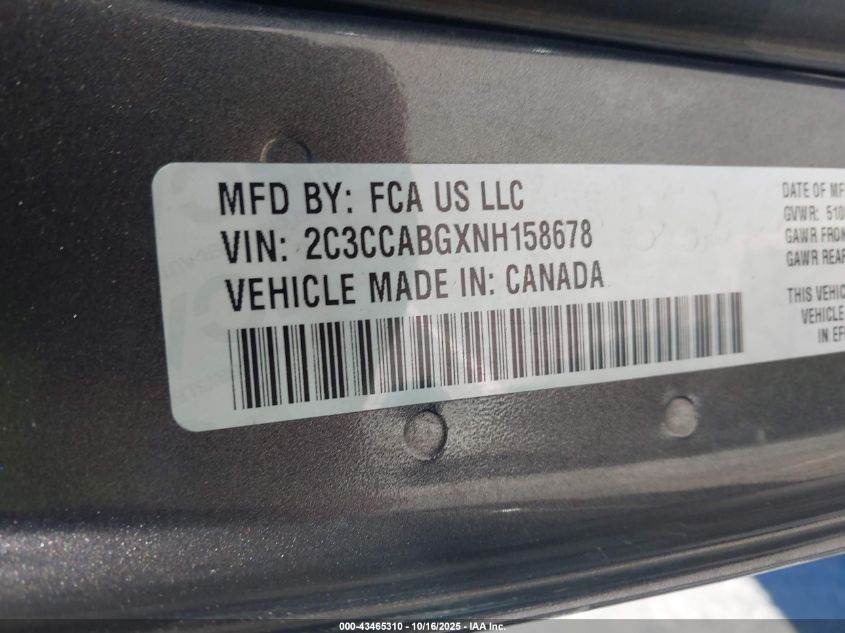 MFD BY: FCA US LLC
VIN: 2C3CCABGXNH158678
VEHICLE MADE IN: CANADA
DATE OF MF
GVWR: 510
GAWR FRON
GAWR REAR
THIS VEHIC
VEHICLE
IN EF
000-43465310 | 10/16/2025 | IAA Inc.